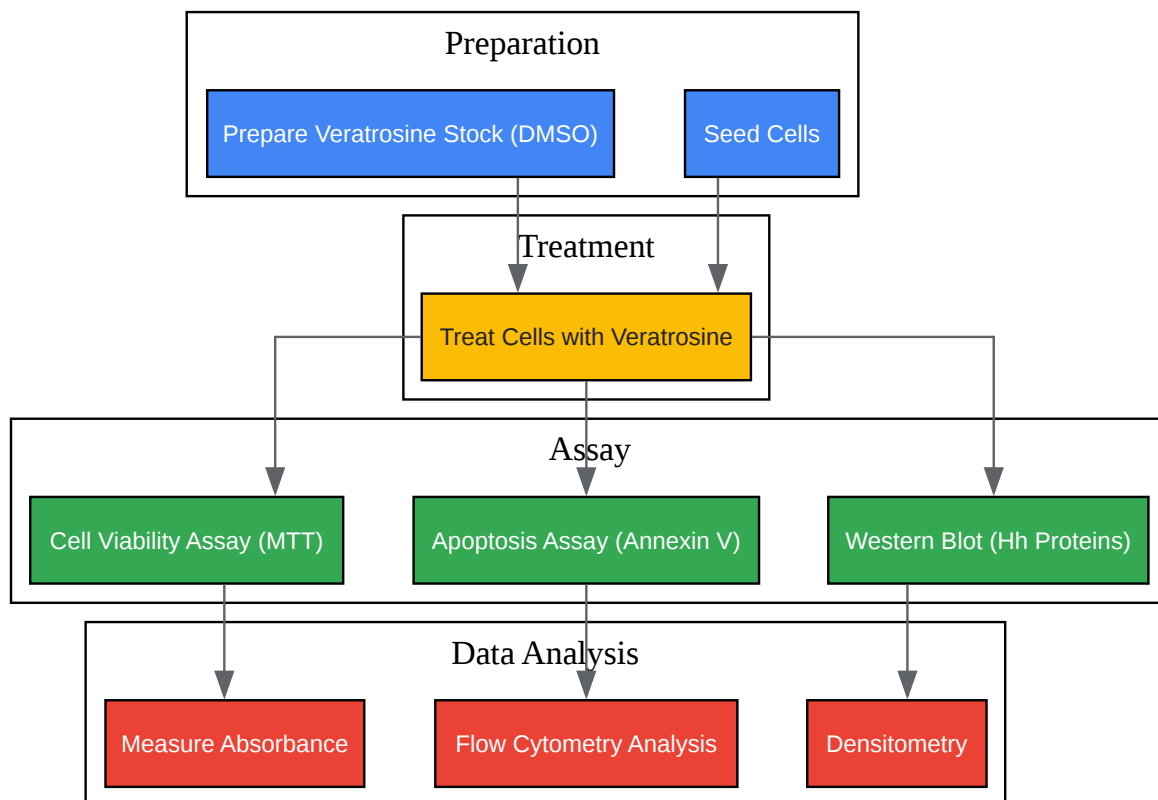 Preparation
Prepare Veratrosine Stock (DMSO)
Seed Cells
Treatment
Treat Cells with Veratrosine
Assay
Cell Viability Assay (MTT)
Apoptosis Assay (Annexin V)
Western Blot (Hh Proteins)
Data Analysis
Measure Absorbance
Flow Cytometry Analysis
Densitometry